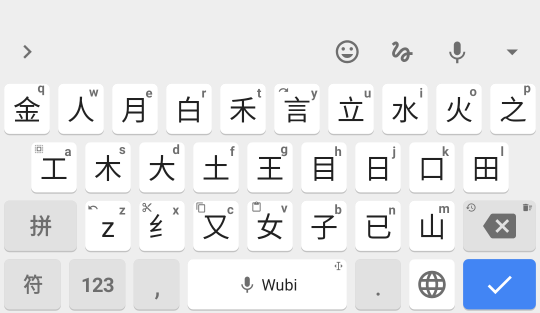 q w e r t y u i o p
金 人 月 白 禾 言 立 水 火 之
a s d f g h j k l
工 木 大 土 王 目 日 口 田
z x c v b n m
拼 z 纟 又 女 子 已 山
符 123 , Wubi .